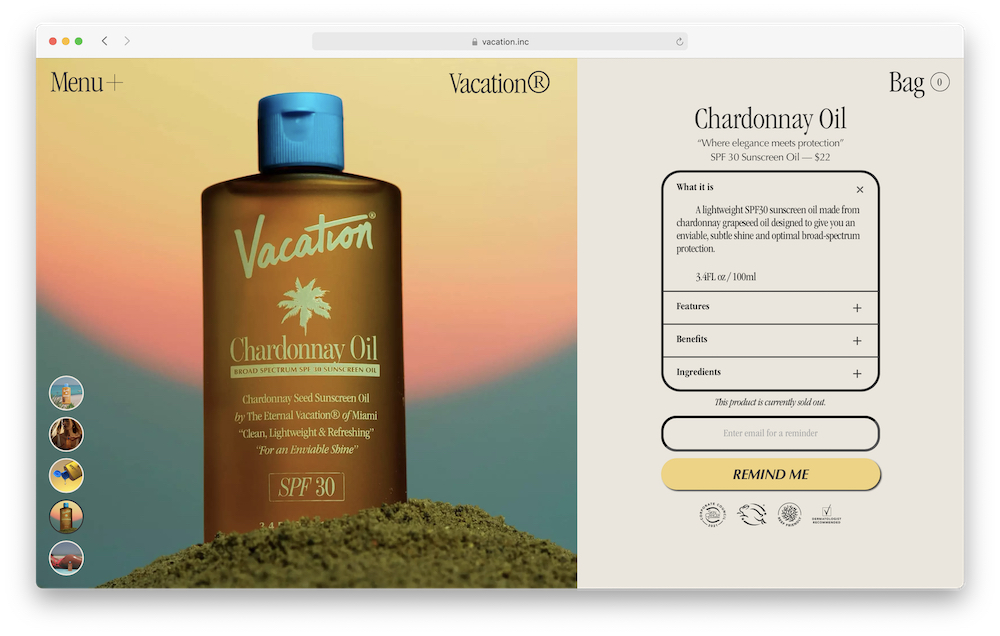 vacation.inc
Menu+
Vacation®
Bag 0
Vacation®
Chardonnay Oil
BROAD SPECTRUM SPF 30 SUNSCREEN OIL
Chardonnay Seed Sunscreen Oil
by The Eternal Vacation® of Miami
"Clean, Lightweight & Refreshing"
"For an Enviable Shine"
SPF 30
Chardonnay Oil
“Where elegance meets protection”
SPF 30 Sunscreen Oil — $22
What it is
A lightweight SPF30 sunscreen oil made from
chardonnay grapeseed oil designed to give you an
enviable, subtle shine and optimal broad-spectrum
protection.
3.4FL oz / 100ml
Features
Benefits
Ingredients
This product is currently sold out.
Enter email for a reminder
REMIND ME
REEF FRIENDLY
DERMATOLOGIST
RECOMMENDED